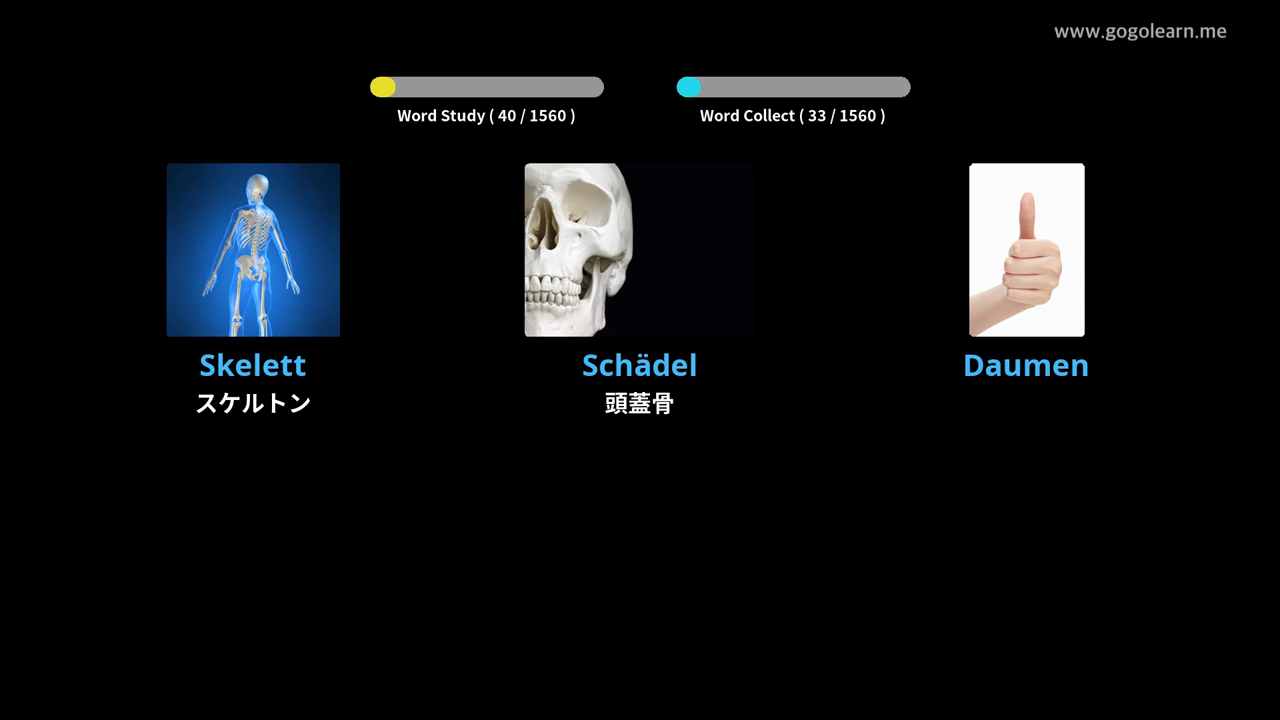 www.gogolearn.me
Word Study ( 40 / 1560 )
Word Collect ( 33 / 1560 )
Skelett
スケルトン
Schädel
頭蓋骨
Daumen